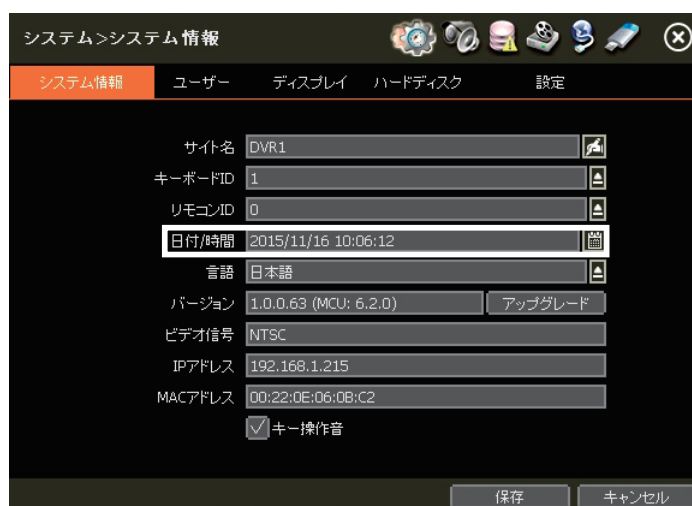 システム>システム情報
システム情報 ユーザー ディスプレイ ハードディスク 設定
サイト名 DVR1
キーボードID 1
リモコンID 0
日付/時間 2015/11/16 10:06:12
言語 日本語
バージョン 1.0.0.63 (MCU: 6.2.0) アップグレード
ビデオ信号 NTSC
IPアドレス 192.168.1.215
MACアドレス 00:22:0E:06:0B:C2
キー操作音
保存 キャンセル